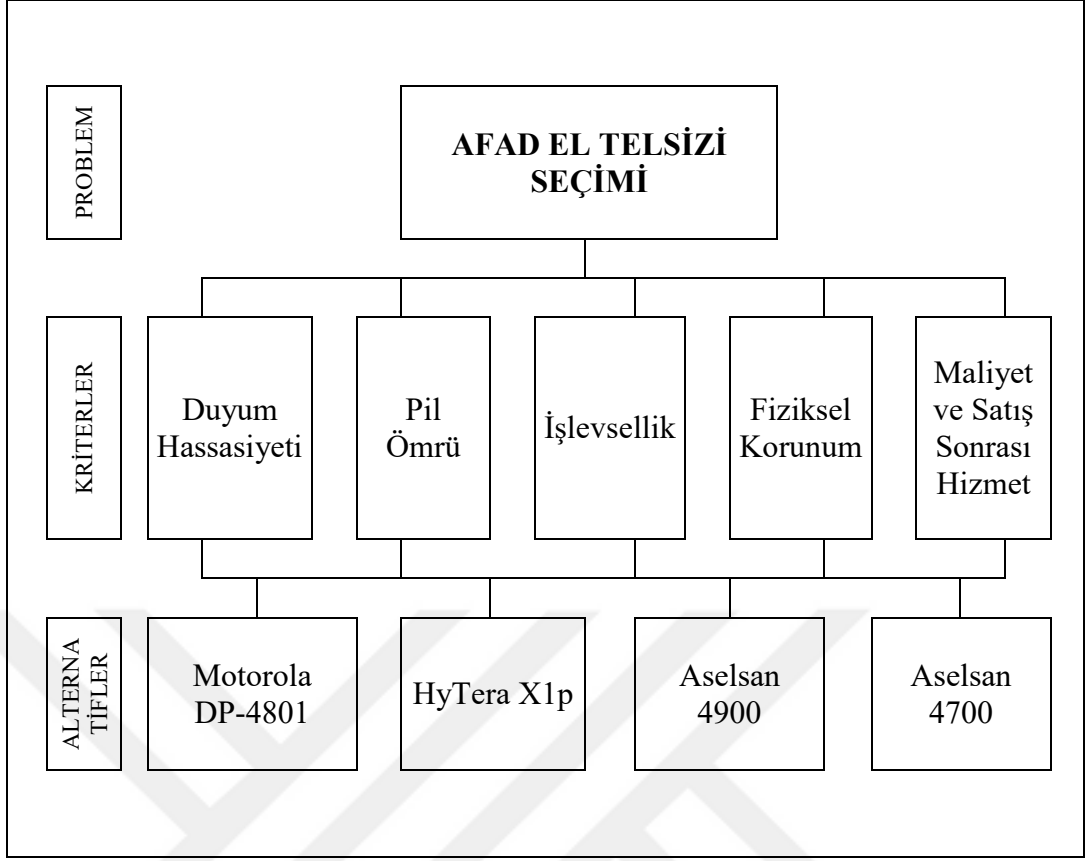 PROBLEM
AFAD EL TELSİZİ
SEÇİMİ
KRİTERLER
Duyum
Hassasiyeti
Pil
Ömrü
İşlevsellik
Fiziksel
Korunum
Maliyet
ve Satış
Sonrası
Hizmet
ALTERNA
TİFLER
Motorola
DP-4801
HyTera X1p
Aselsan
4900
Aselsan
4700